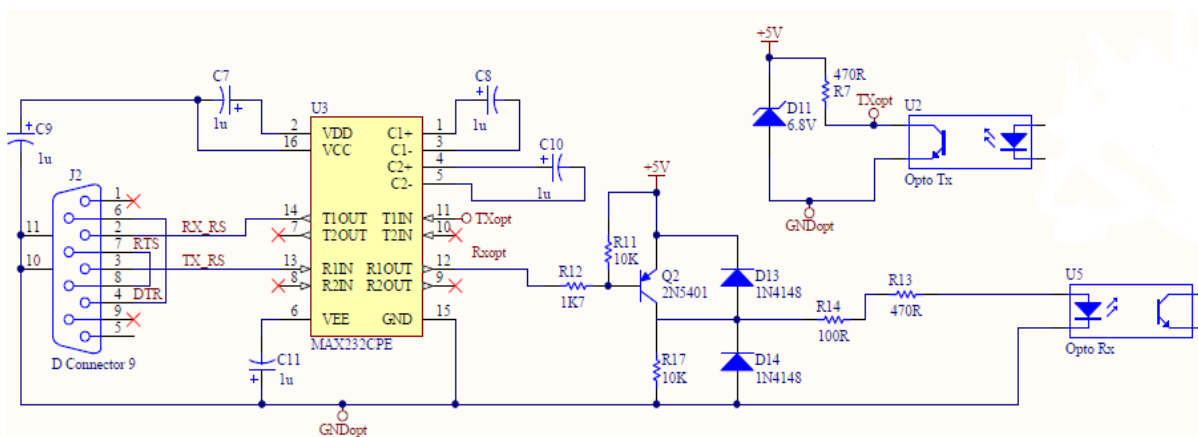 C9
1u
C7
1u
U3
2 VDD
16 VCC
C1+ 1
C1- 3
C2+ 4
C2- 5
C8
1u
C10
1u
14 T1OUT
7 T2OUT
T1IN 11
T2IN 10
TXopt
13 R1IN
8 R2IN
R1OUT 12
R2OUT 9
Rxopt
6 VEE
GND 15
MAX232CPE
C11
1u
J2
1
6
2
7
3
8
4
9
5
11
10
RX_RS
RTS
TX_RS
DTR
D Connector 9
GNDopt
R12
1K7
R11
10K
+5V
Q2
2N5401
R17
10K
D13
1N4148
D14
1N4148
R14
100R
R13
470R
U5
Opto Rx
+5V
D11
6.8V
470R
R7
TXopt
U2
Opto Tx
GNDopt